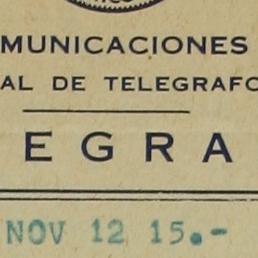 MUNICACIONES
AL DE TELEGRAFO
EGRA
NOV 12 15.-